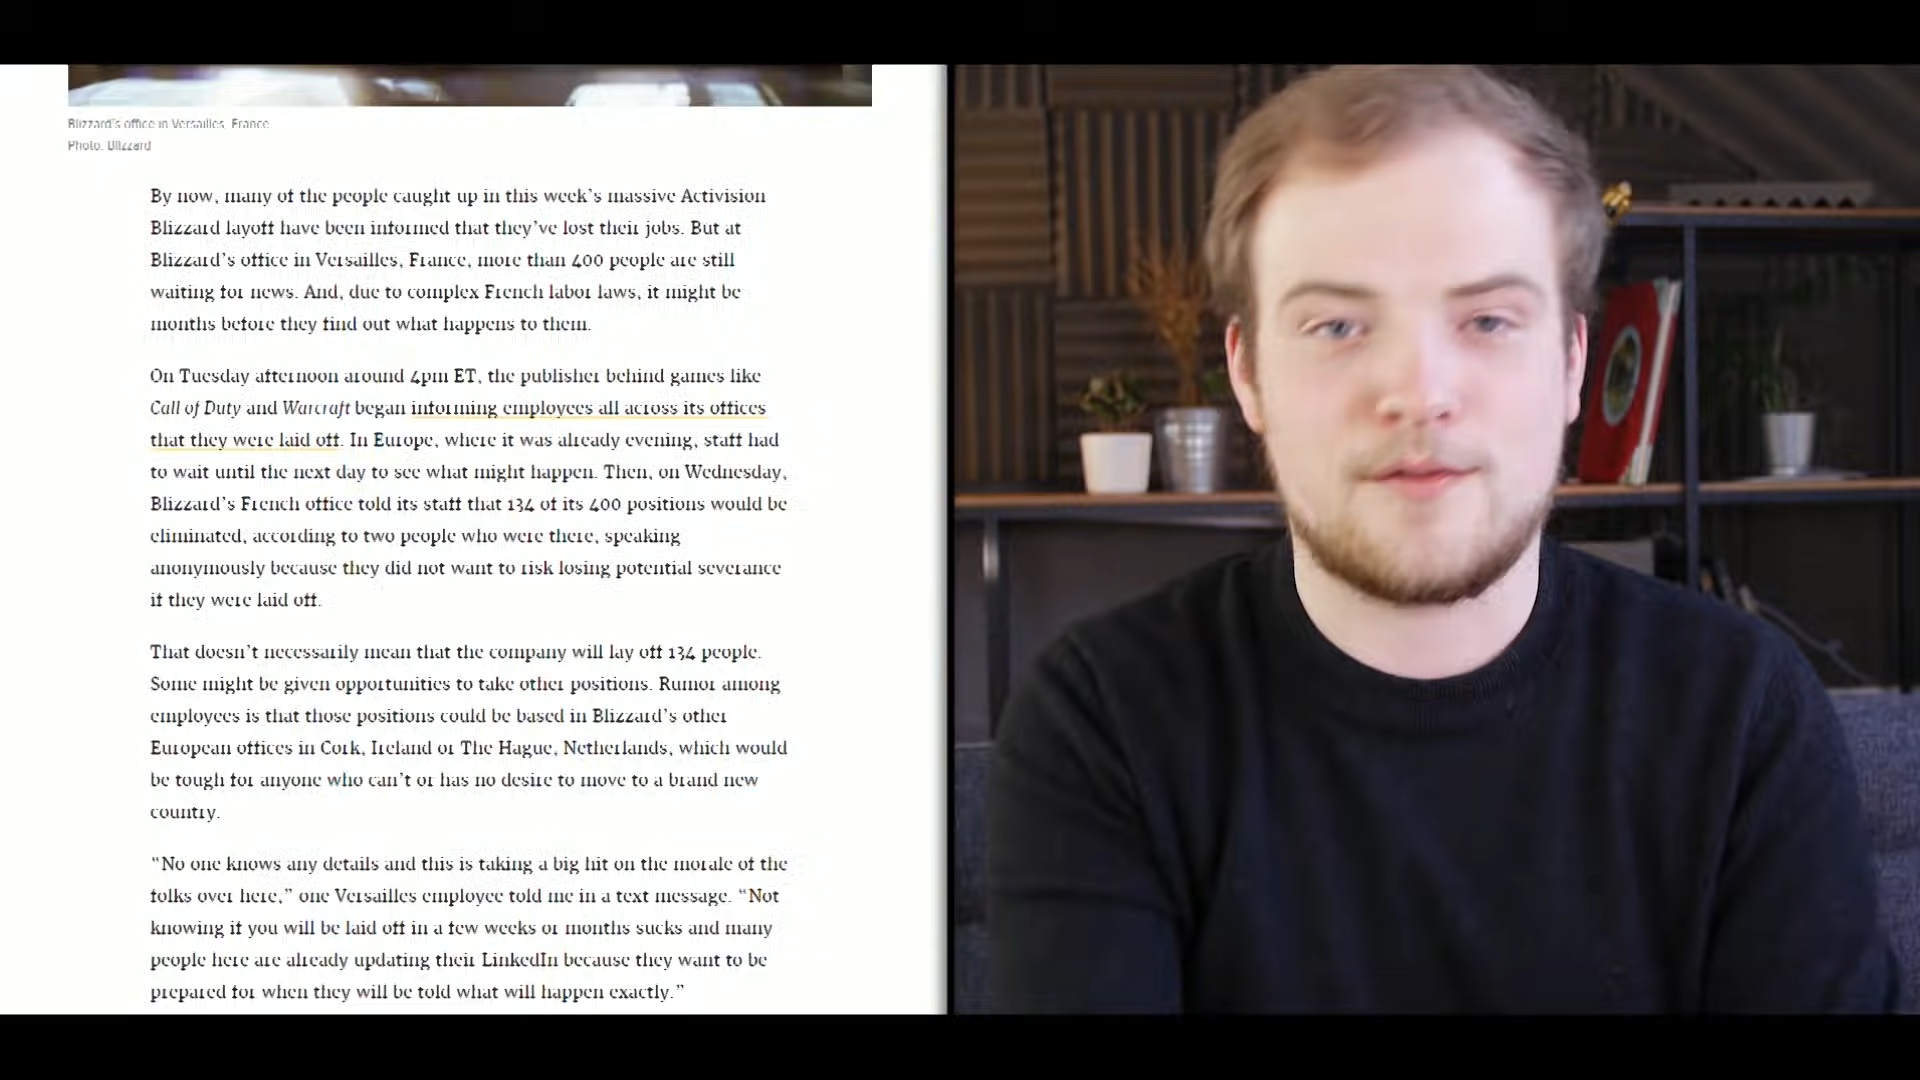 Blizzard's office in Versailles, France
Photo: Blizzard
By now, many of the people caught up in this week's massive Activision
Blizzard layoff have been informed that they've lost their jobs. But at
Blizzard's office in Versailles, France, more than 400 people are still
waiting for news. And, due to complex French labor laws, it might be
months before they find out what happens to them.
On Tuesday afternoon around 4pm ET, the publisher behind games like
Call of Duty and Warcraft began informing employees all across its offices
that they were laid off. In Europe, where it was already evening, staff had
to wait until the next day to see what might happen. Then, on Wednesday,
Blizzard's French office told its staff that 134 of its 400 positions would be
eliminated, according to two people who were there, speaking
anonymously because they did not want to risk losing potential severance
if they were laid off.
That doesn't necessarily mean that the company will lay off 134 people.
Some might be given opportunities to take other positions. Rumor among
employees is that those positions could be based in Blizzard's other
European offices in Cork, Ireland or The Hague, Netherlands, which would
be tough for anyone who can't or has no desire to move to a brand new
country.
"No one knows any details and this is taking a big hit on the morale of the
folks over here," one Versailles employee told me in a text message. "Not
knowing if you will be laid off in a few weeks or months sucks and many
people here are already updating their LinkedIn because they want to be
prepared for when they will be told what will happen exactly."